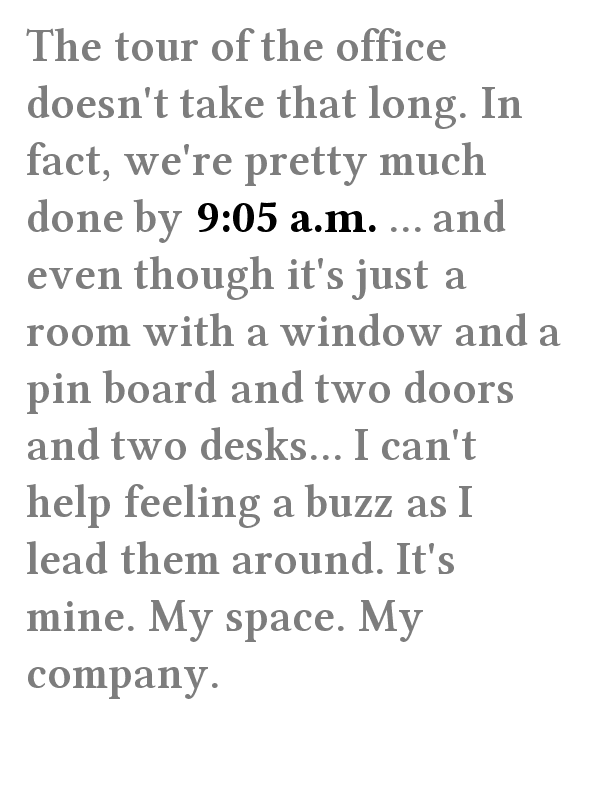 The tour of the office
doesn't take that long. In
fact, we're pretty much
done by 9:05 a.m. ... and
even though it's just a
room with a window and a
pin board and two doors
and two desks... I can't
help feeling a buzz as I
lead them around. It's
mine. My space. My
company.